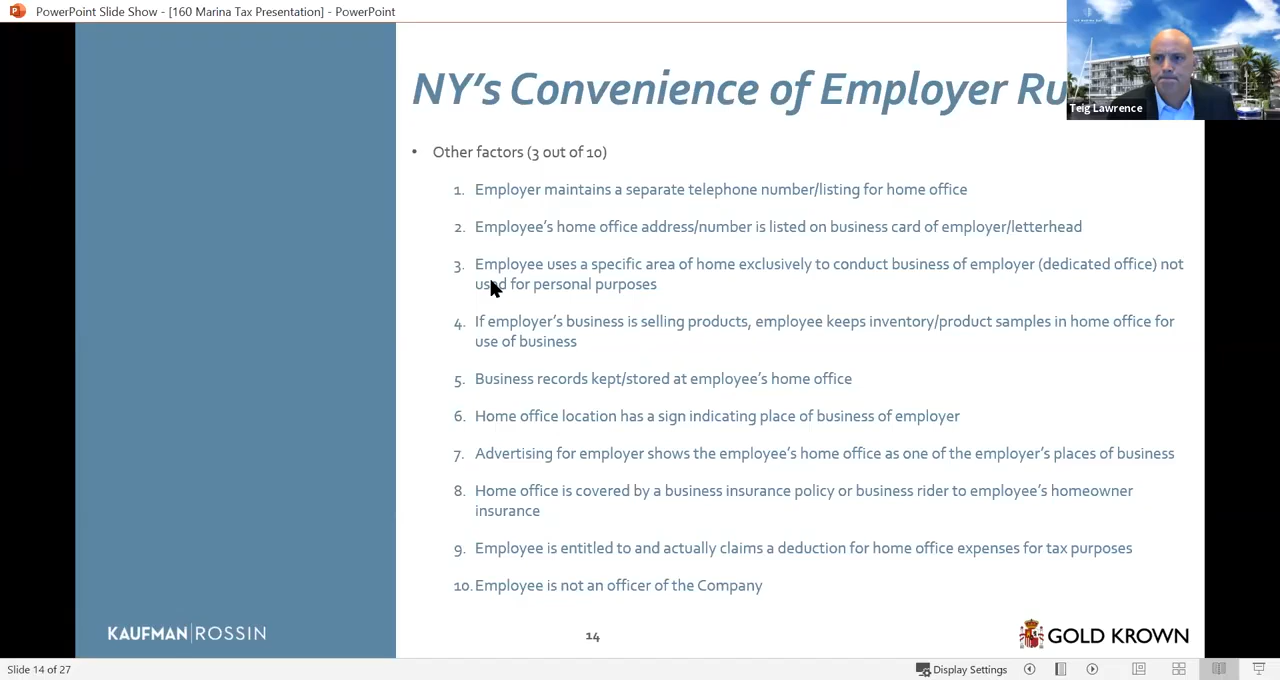 PowerPoint Slide Show - [160 Marina Tax Presentation] - PowerPoint
NY's Convenience of Employer Ru
Teig Lawrence
• Other factors (3 out of 10)
1. Employer maintains a separate telephone number/listing for home office
2. Employee's home office address/number is listed on business card of employer/letterhead
3. Employee uses a specific area of home exclusively to conduct business of employer (dedicated office) not
used for personal purposes
4. If employer's business is selling products, employee keeps inventory/product samples in home office for
use of business
5. Business records kept/stored at employee's home office
6. Home office location has a sign indicating place of business of employer
7. Advertising for employer shows the employee's home office as one of the employer's places of business
8. Home office is covered by a business insurance policy or business rider to employee's homeowner
insurance
9. Employee is entitled to and actually claims a deduction for home office expenses for tax purposes
10. Employee is not an officer of the Company
KAUFMAN|ROSSIN
14
GOLD KROWN
Slide 14 of 27
Display Settings